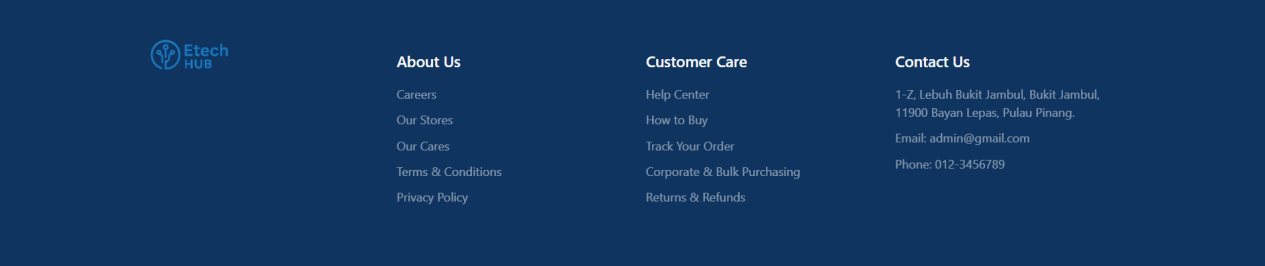 Etech
HUB
About Us
Careers
Our Stores
Our Cares
Terms & Conditions
Privacy Policy
Customer Care
Help Center
How to Buy
Track Your Order
Corporate & Bulk Purchasing
Returns & Refunds
Contact Us
1-Z, Lebuh Bukit Jambul, Bukit Jambul,
11900 Bayan Lepas, Pulau Pinang.
Email: admin@gmail.com
Phone: 012-3456789